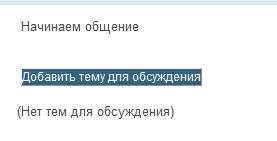 Начинаем общение
Добавить тему для обсуждения
(Нет тем для обсуждения)